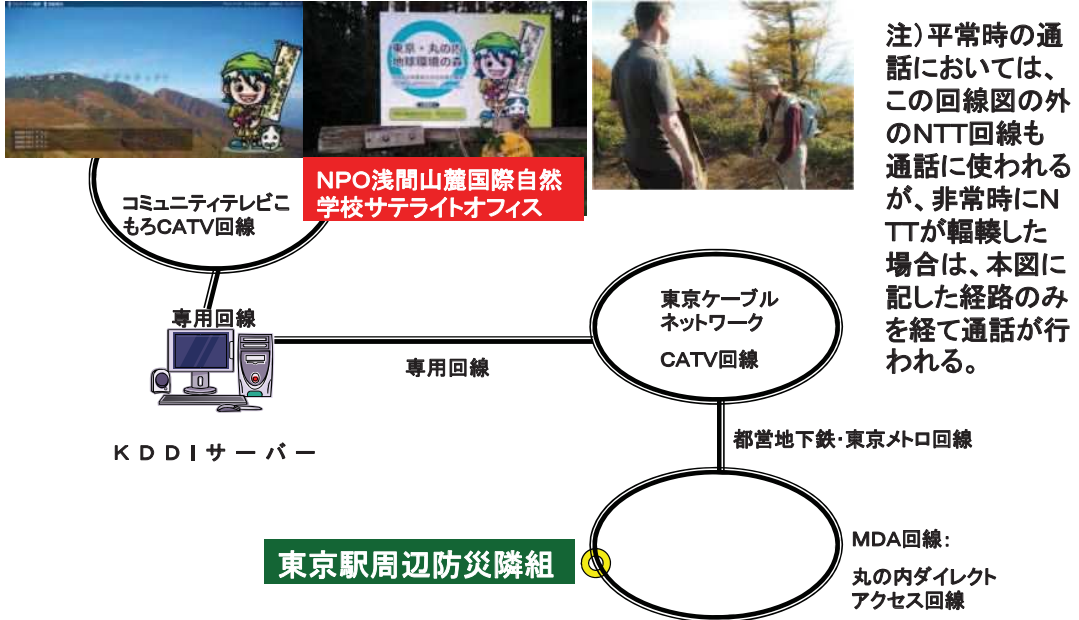 東京・丸の内
地球環境の森
NPO浅間山麓国際自然
学校サテライトオフィス
注)平常時の通
話においては、
この回線図の外
のNTT回線も
通話に使われる
が、非常時にN
TTが輻輳した
場合は、本図に
記した経路のみ
を経て通話が行
われる。
コミュニティテレビこ
もろCATV回線
専用回線
KDDIサーバー
専用回線
東京ケーブル
ネットワーク
CATV回線
都営地下鉄・東京メトロ回線
東京駅周辺防災隣組
MDA回線:
丸の内ダイレクト
アクセス回線